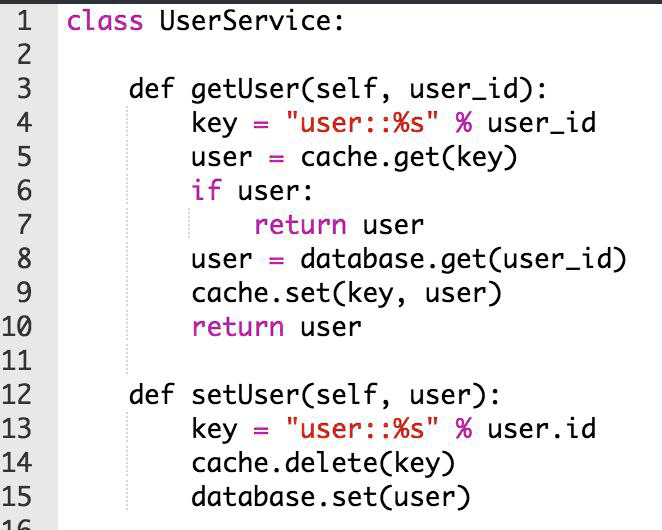 1 class UserService:
2
3 def getUser(self, user_id):
4 key = "user::%s" % user_id
5 user = cache.get(key)
6 if user:
7 return user
8 user = database.get(user_id)
9 cache.set(key, user)
10 return user
11
12 def setUser(self, user):
13 key = "user::%s" % user.id
14 cache.delete(key)
15 database.set(user)
16